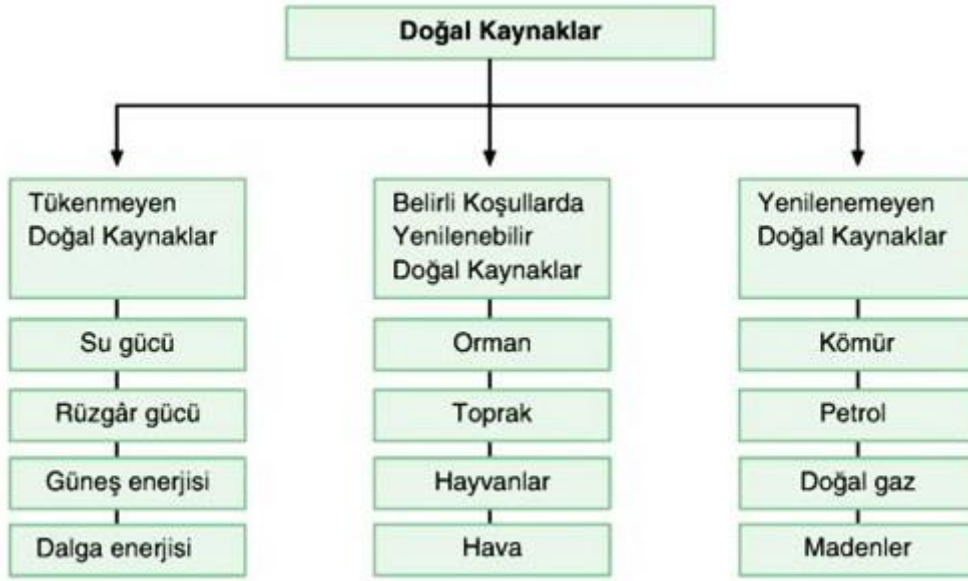 Doğal Kaynaklar
Tükenmeyen
Doğal Kaynaklar
Su gücü
Rüzgâr gücü
Güneş enerjisi
Dalga enerjisi
Belirli Koşullarda
Yenilenebilir
Doğal Kaynaklar
Orman
Toprak
Hayvanlar
Hava
Yenilenemeyen
Doğal Kaynaklar
Kömür
Petrol
Doğal gaz
Madenler